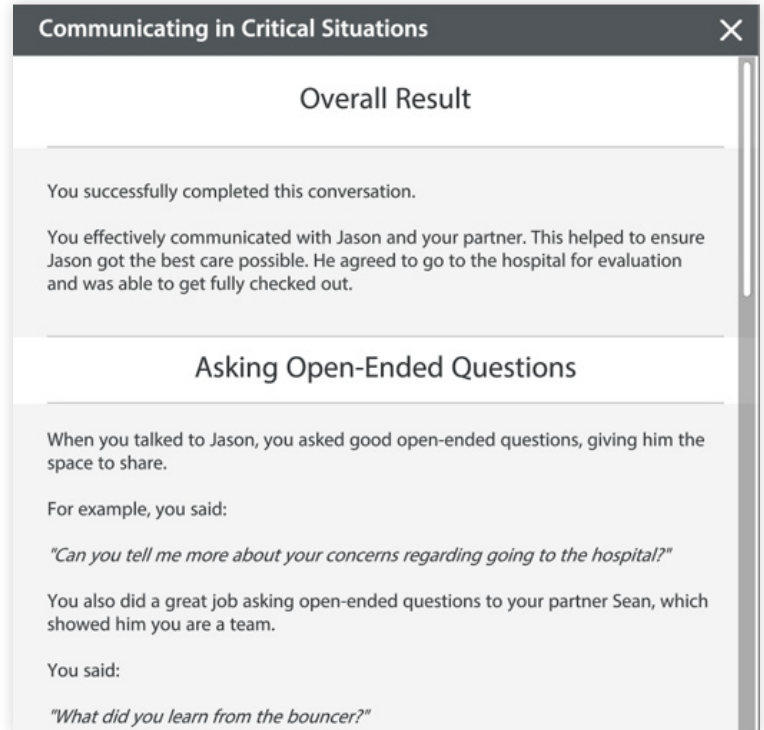 Communicating in Critical Situations
Overall Result
You successfully completed this conversation.
You effectively communicated with Jason and your partner. This helped to ensure
Jason got the best care possible. He agreed to go to the hospital for evaluation
and was able to get fully checked out.
Asking Open-Ended Questions
When you talked to Jason, you asked good open-ended questions, giving him the
space to share.
For example, you said:
"Can you tell me more about your concerns regarding going to the hospital?"
You also did a great job asking open-ended questions to your partner Sean, which
showed him you are a team.
You said:
"What did you learn from the bouncer?"